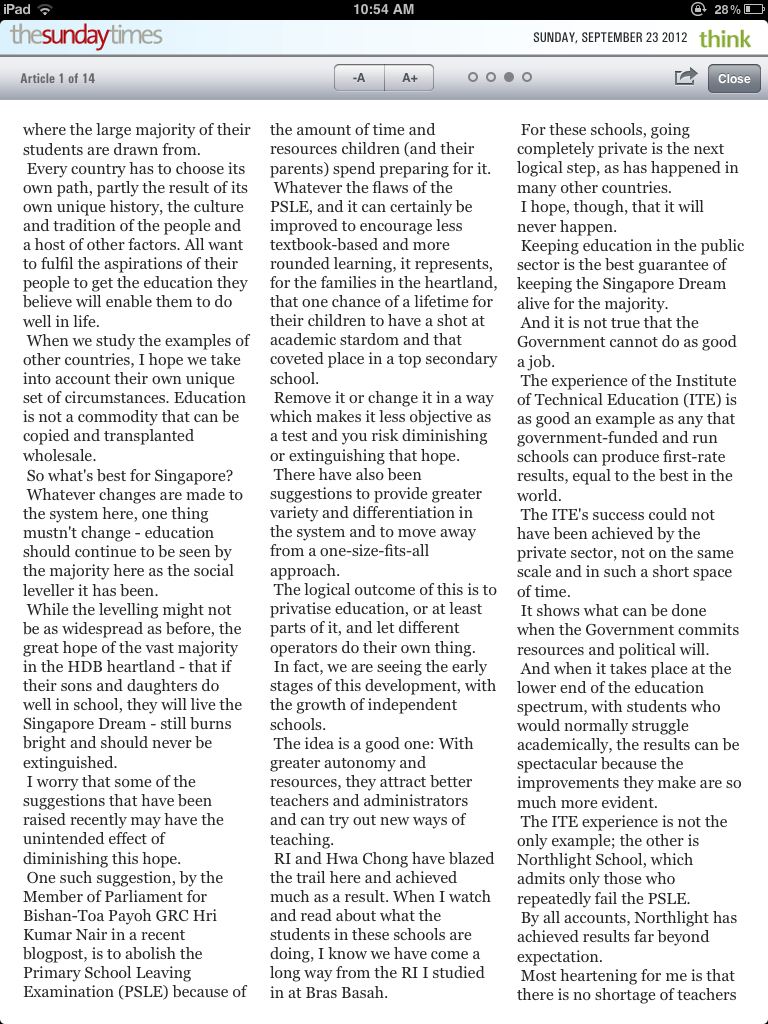 iPad
10:54 AM
28%
thesundaytimes
SUNDAY, SEPTEMBER 23 2012 think
Article 1 of 14
-A A+
Close
where the large majority of their
students are drawn from.
Every country has to choose its
own path, partly the result of its
own unique history, the culture
and tradition of the people and
a host of other factors. All want
to fulfil the aspirations of their
people to get the education they
believe will enable them to do
well in life.
When we study the examples of
other countries, I hope we take
into account their own unique
set of circumstances. Education
is not a commodity that can be
copied and transplanted
wholesale.
So what's best for Singapore?
Whatever changes are made to
the system here, one thing
mustn't change - education
should continue to be seen by
the majority here as the social
leveller it has been.
While the levelling might not
be as widespread as before, the
great hope of the vast majority
in the HDB heartland - that if
their sons and daughters do
well in school, they will live the
Singapore Dream - still burns
bright and should never be
extinguished.
I worry that some of the
suggestions that have been
raised recently may have the
unintended effect of
diminishing this hope.
One such suggestion, by the
Member of Parliament for
Bishan-Toa Payoh GRC Hri
Kumar Nair in a recent
blogpost, is to abolish the
Primary School Leaving
Examination (PSLE) because of
the amount of time and
resources children (and their
parents) spend preparing for it.
Whatever the flaws of the
PSLE, and it can certainly be
improved to encourage less
textbook-based and more
rounded learning, it represents,
for the families in the heartland,
that one chance of a lifetime for
their children to have a shot at
academic stardom and that
coveted place in a top secondary
school.
Remove it or change it in a way
which makes it less objective as
a test and you risk diminishing
or extinguishing that hope.
There have also been
suggestions to provide greater
variety and differentiation in
the system and to move away
from a one-size-fits-all
approach.
The logical outcome of this is to
privatise education, or at least
parts of it, and let different
operators do their own thing.
In fact, we are seeing the early
stages of this development, with
the growth of independent
schools.
The idea is a good one: With
greater autonomy and
resources, they attract better
teachers and administrators
and can try out new ways of
teaching.
RI and Hwa Chong have blazed
the trail here and achieved
much as a result. When I watch
and read about what the
students in these schools are
doing, I know we have come a
long way from the RI I studied
in at Bras Basah.
For these schools, going
completely private is the next
logical step, as has happened in
many other countries.
I hope, though, that it will
never happen.
Keeping education in the public
sector is the best guarantee of
keeping the Singapore Dream
alive for the majority.
And it is not true that the
Government cannot do as good
a job.
The experience of the Institute
of Technical Education (ITE) is
as good an example as any that
government-funded and run
schools can produce first-rate
results, equal to the best in the
world.
The ITE's success could not
have been achieved by the
private sector, not on the same
scale and in such a short space
of time.
It shows what can be done
when the Government commits
resources and political will.
And when it takes place at the
lower end of the education
spectrum, with students who
would normally struggle
academically, the results can be
spectacular because the
improvements they make are so
much more evident.
The ITE experience is not the
only example; the other is
Northlight School, which
admits only those who
repeatedly fail the PSLE.
By all accounts, Northlight has
achieved results far beyond
expectation.
Most heartening for me is that
there is no shortage of teachers